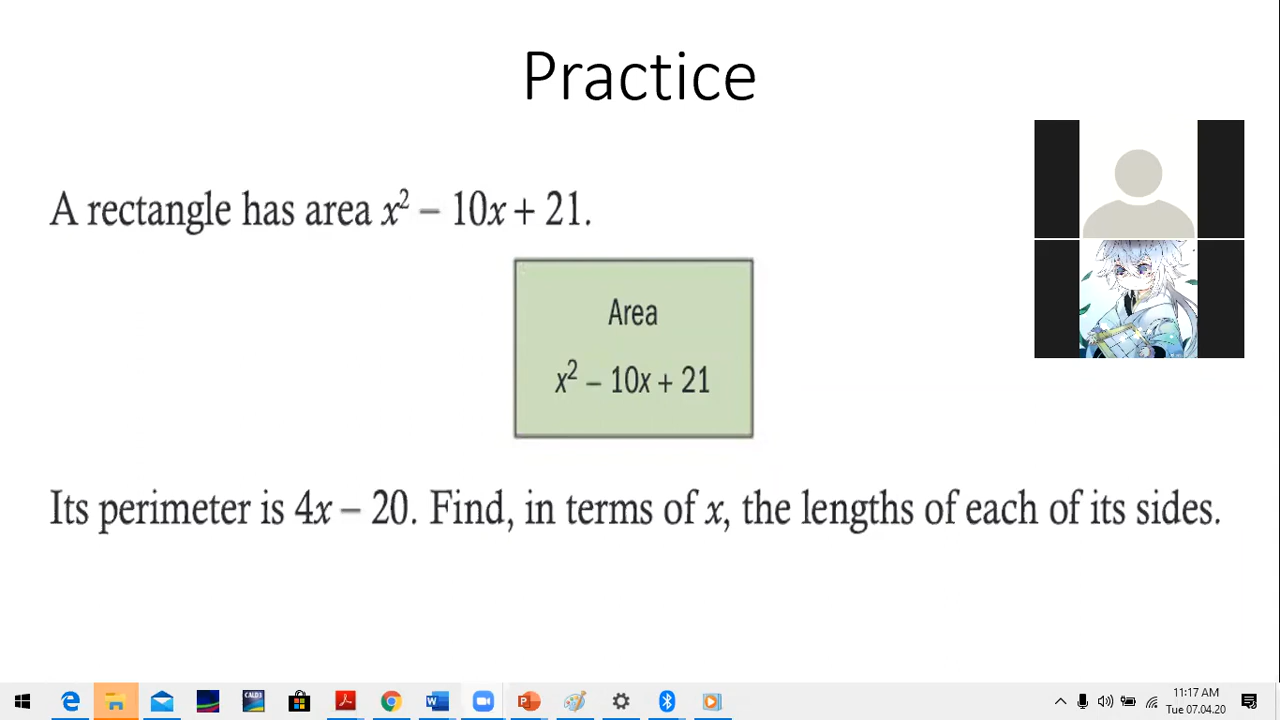 Practice
A rectangle has area x² – 10x + 21.
Area
x² – 10x + 21
Its perimeter is 4x – 20. Find, in terms of x, the lengths of each of its sides.
CALD3
11:17 AM
Tue 07.04.20